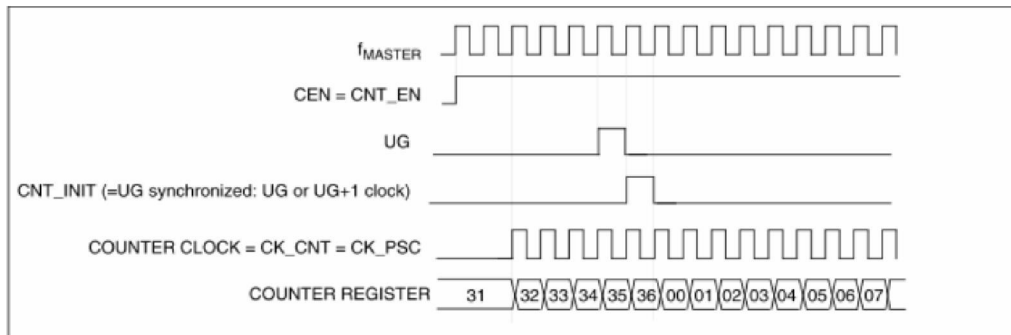 fMASTER
CEN = CNT_EN
UG
CNT_INIT (=UG synchronized: UG or UG+1 clock)
COUNTER CLOCK = CK_CNT = CK_PSC
COUNTER REGISTER 31 32 33 34 35 36 00 01 02 03 04 05 06 07